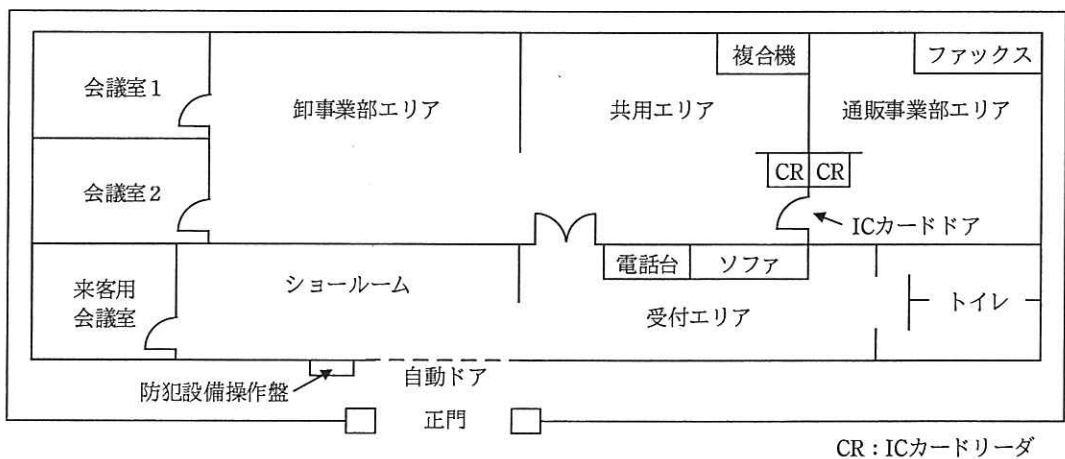 複合機
ファックス
会議室1
卸事業部エリア
共用エリア
通販事業部エリア
CR
CR
会議室2
ICカードドア
電話台
ソファ
ショールーム
来客用
会議室
受付エリア
トイレ
自動ドア
防犯設備操作盤
正門
CR:ICカードリーダ